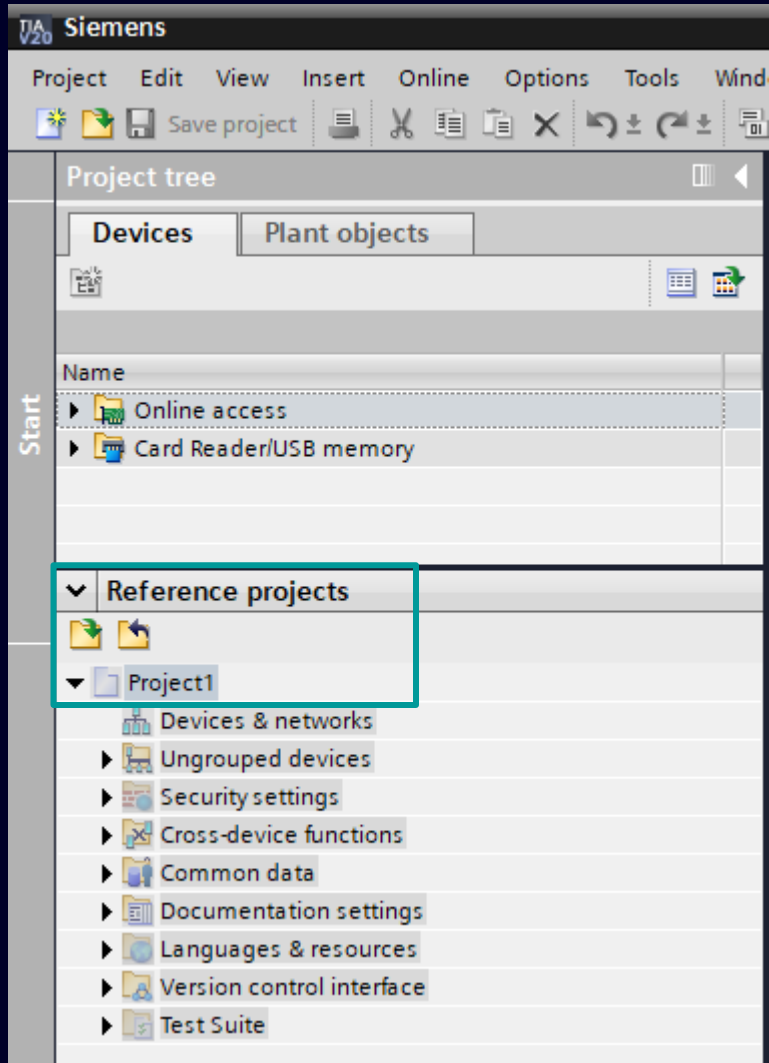 TIA V20 Siemens
Project Edit View Insert Online Options Tools Wind
Save project
Project tree
Devices Plant objects
Name
Online access
Card Reader/USB memory
Start
Reference projects
Project1
Devices & networks
Ungrouped devices
Security settings
Cross-device functions
Common data
Documentation settings
Languages & resources
Version control interface
Test Suite